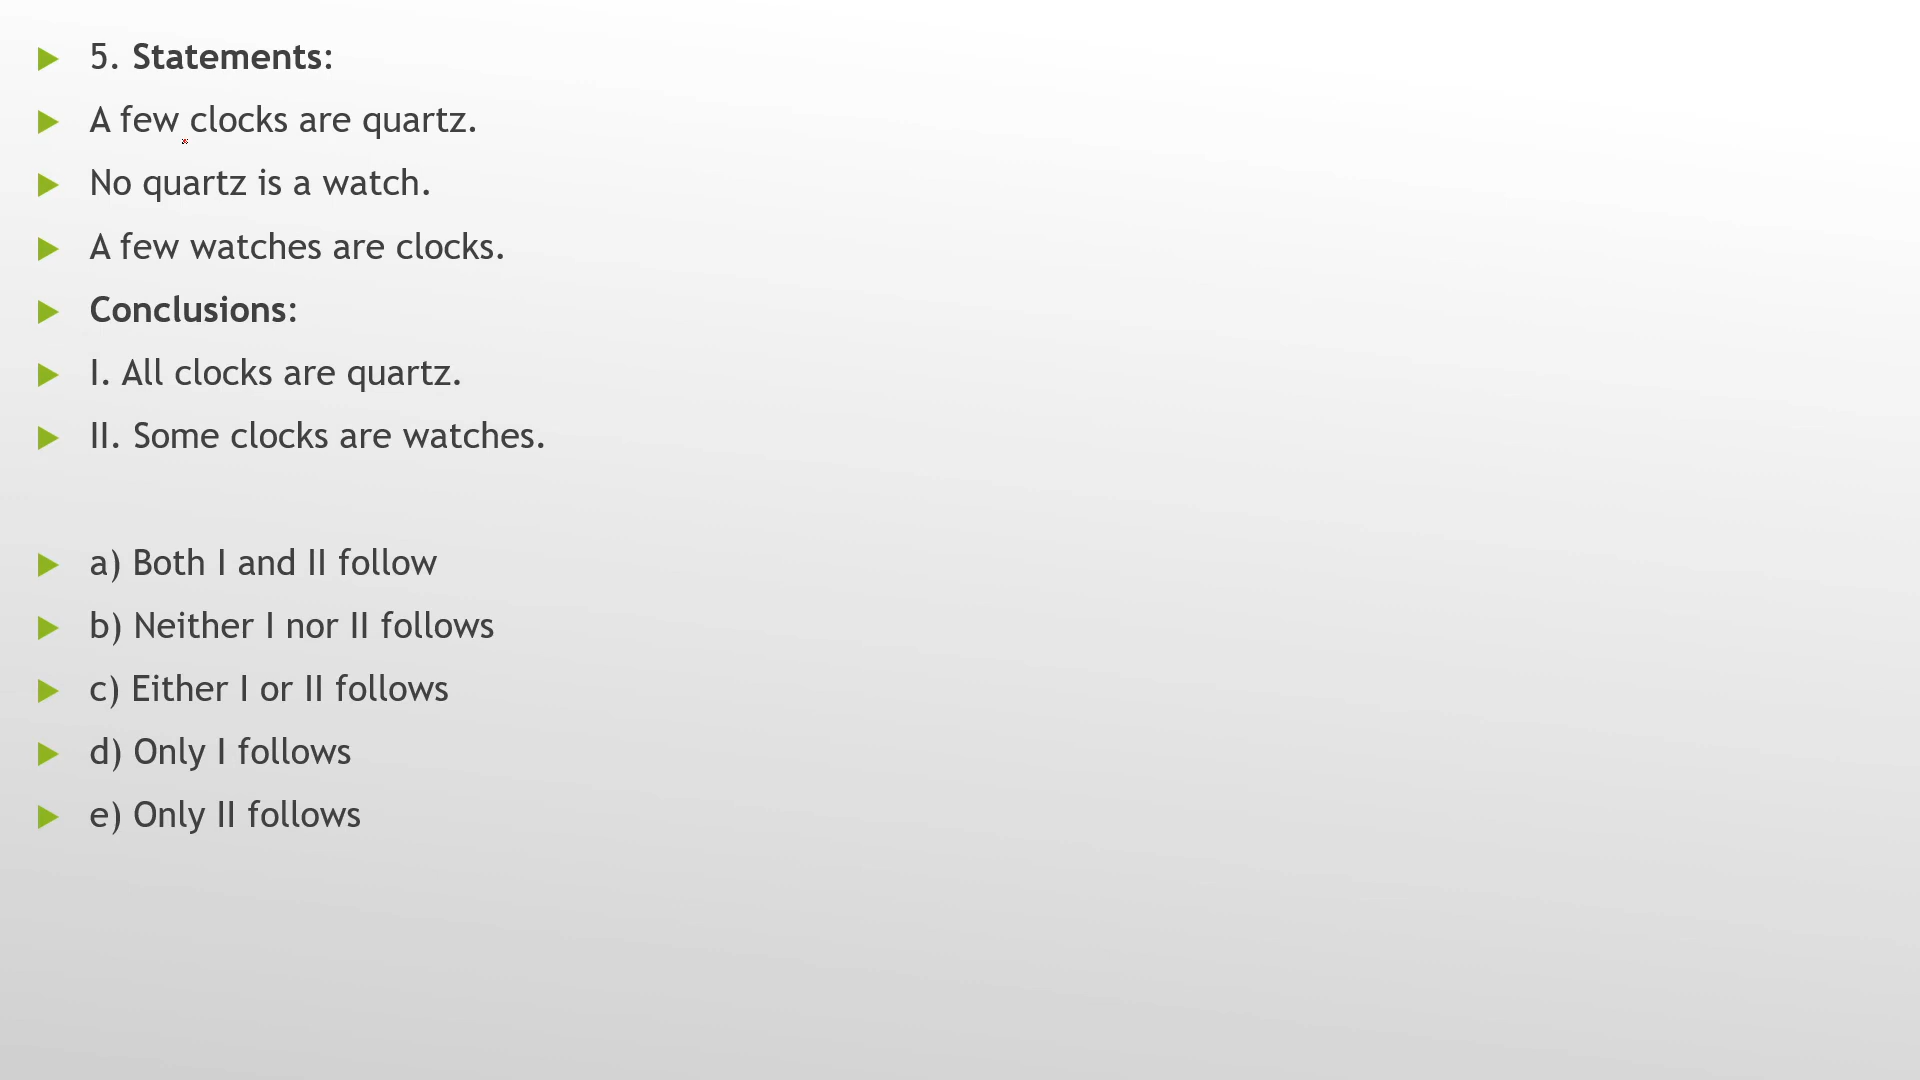 5. Statements:
A few clocks are quartz.
No quartz is a watch.
A few watches are clocks.
Conclusions:
I. All clocks are quartz.
II. Some clocks are watches.
a) Both I and II follow
b) Neither I nor II follows
c) Either I or II follows
d) Only I follows
e) Only II follows